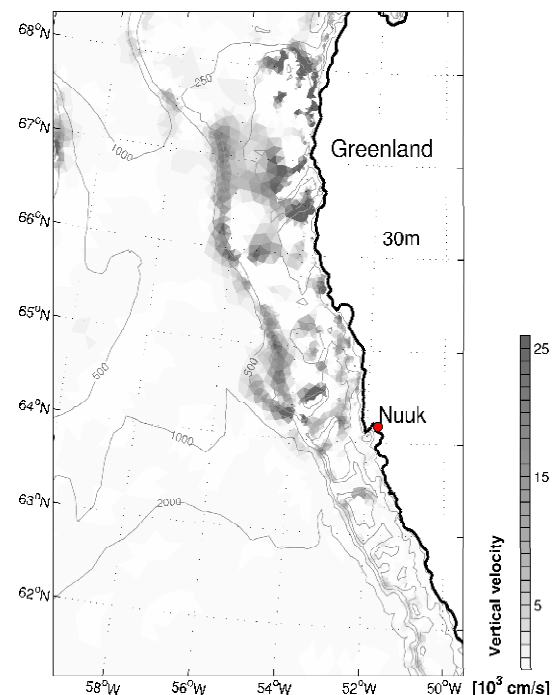 68°N
250
67°N
Greenland
1000
66°N
30m
65°N
25
500
500
64°N
Nuuk
1000
15
63°N
2000
Vertical velocity
5
62°N
58°W 56°W 54°W 52°W 50°W
[10³ cm/s]